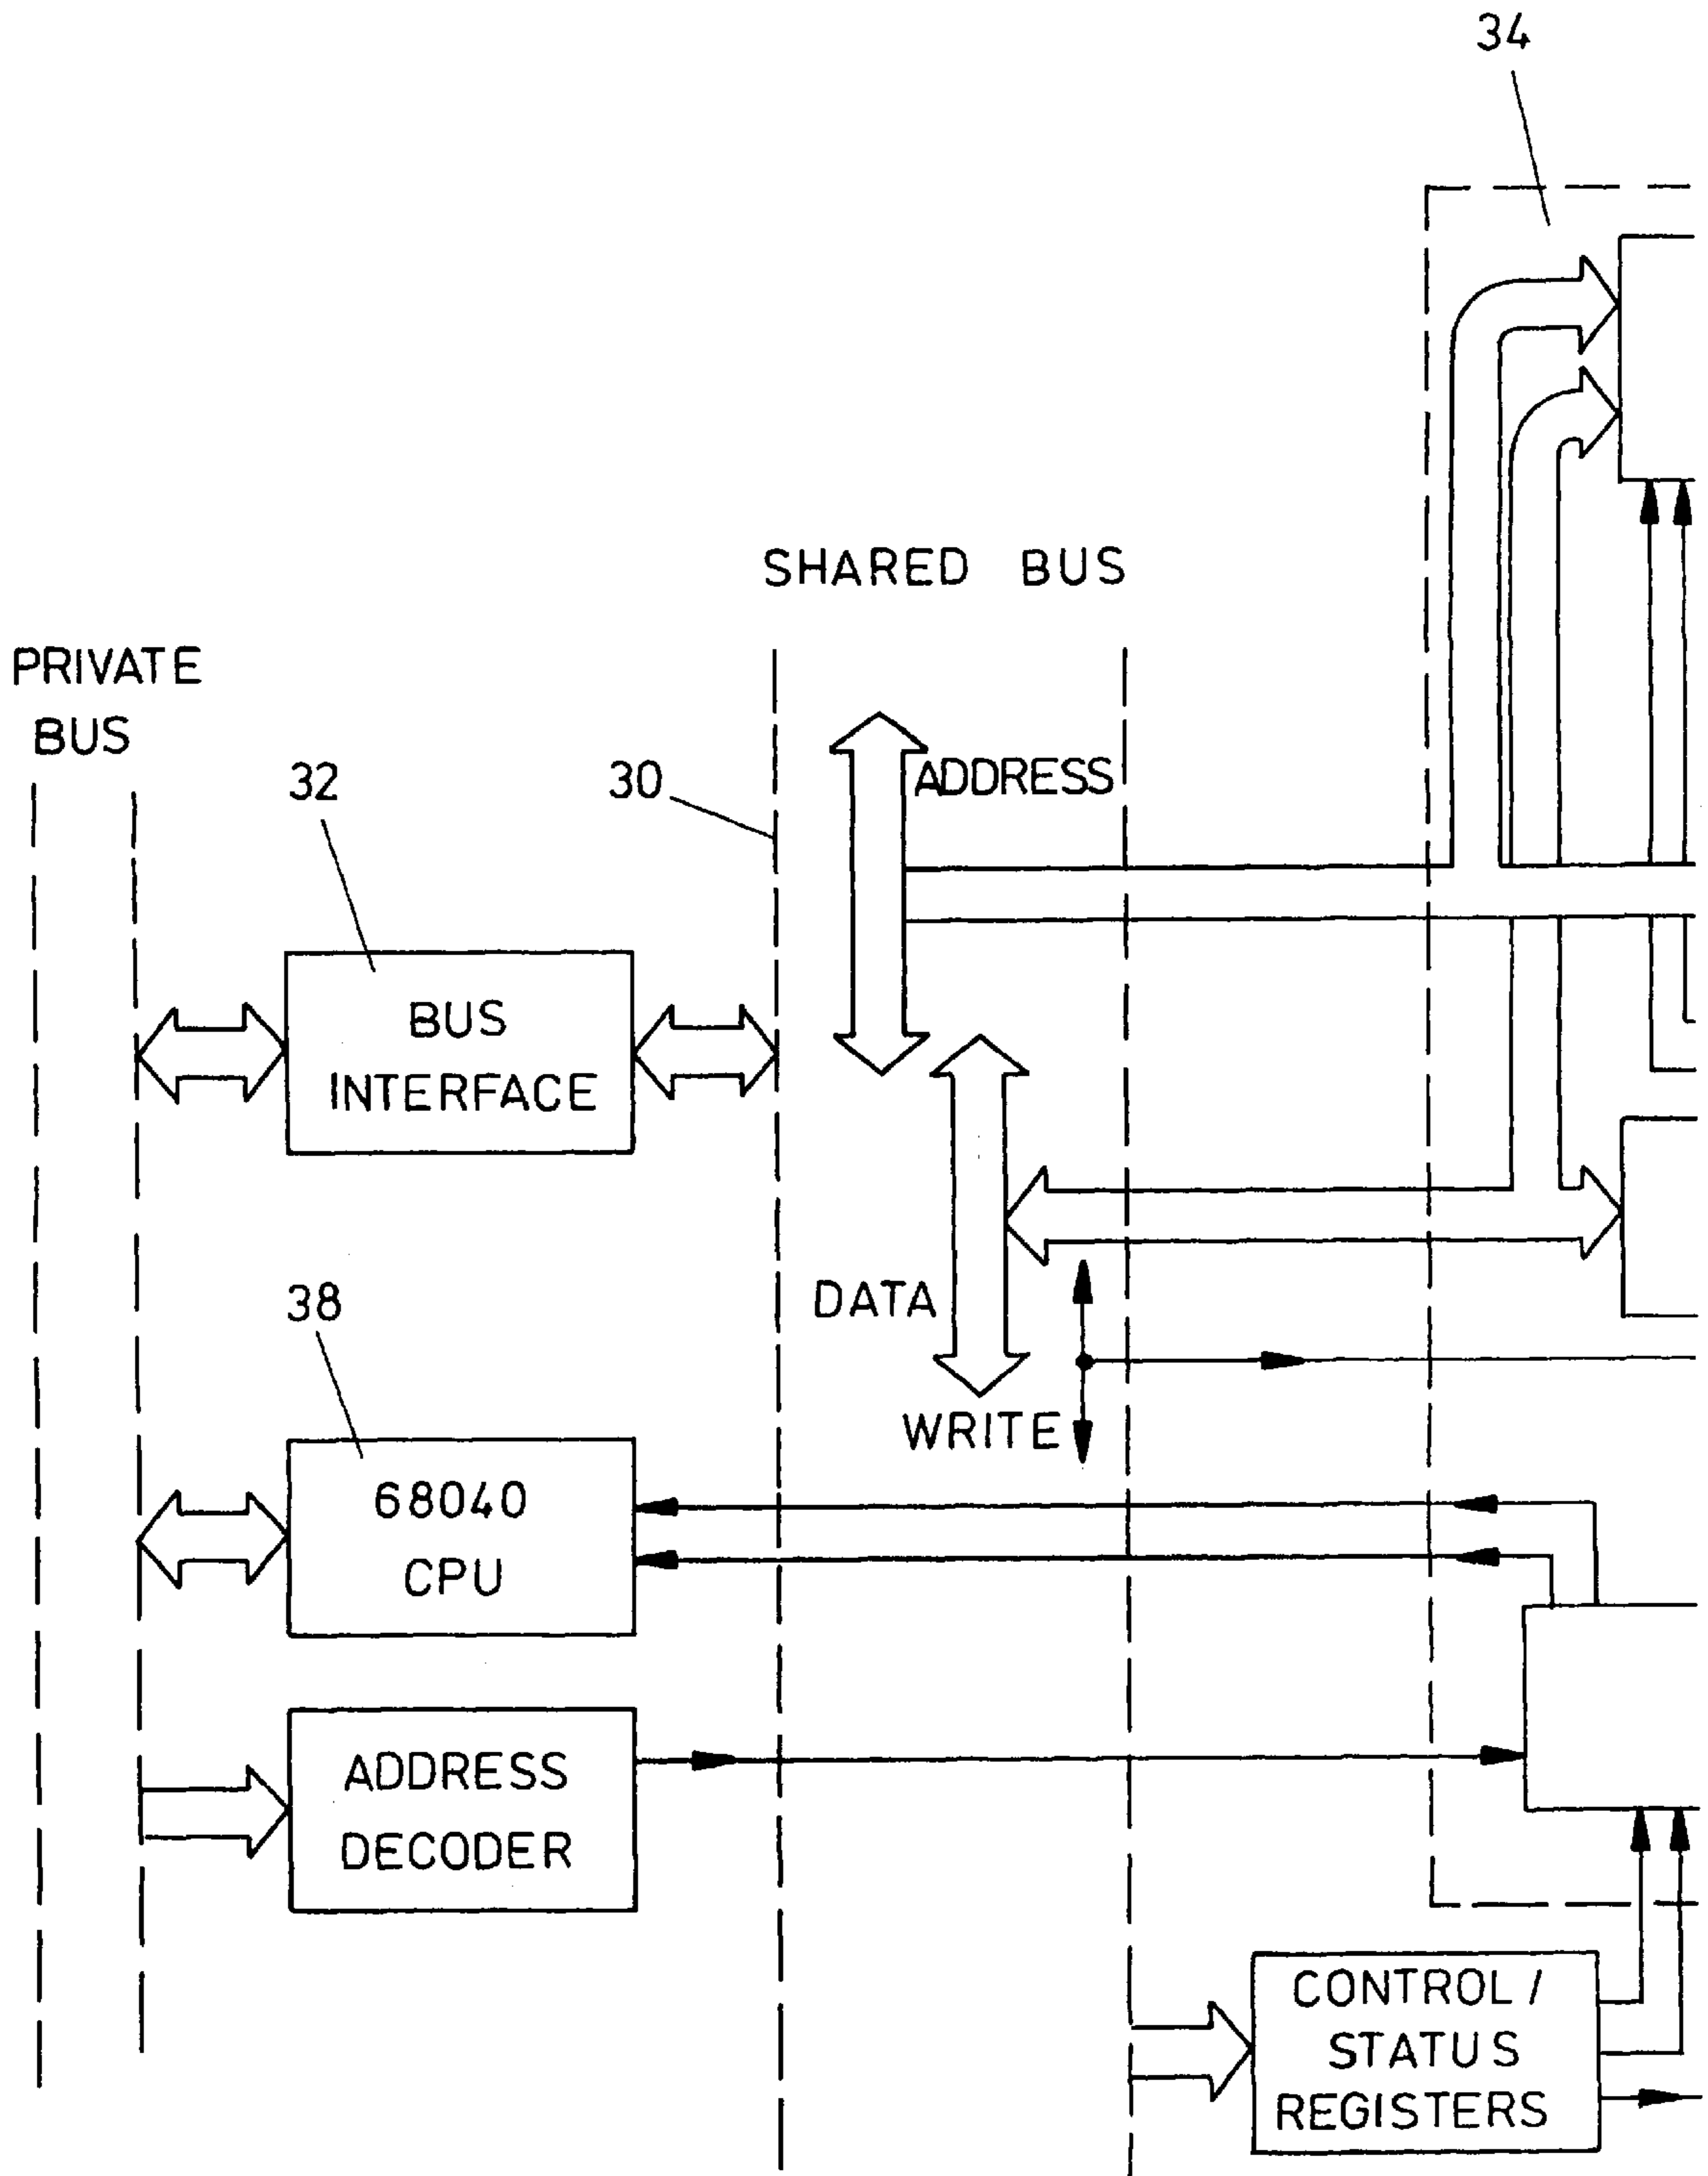 34
SHARED BUS
PRIVATE
BUS
32
30
ADDRESS
BUS
INTERFACE
38
DATA
WRITE
68040
CPU
ADDRESS
DECODER
CONTROL /
STATUS
REGISTERS